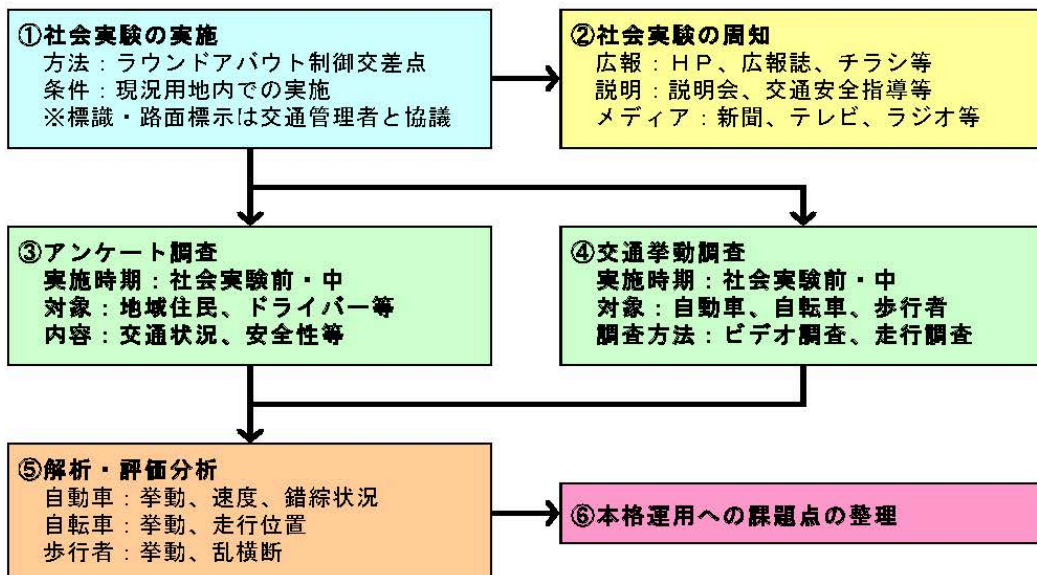 ①社会実験の実施
方法：ラウンドアバウト制御交差点
条件：現況用地内での実施
※標識・路面標示は交通管理者と協議
②社会実験の周知
広報：ＨＰ、広報誌、チラシ等
説明：説明会、交通安全指導等
メディア：新聞、テレビ、ラジオ等
③アンケート調査
実施時期：社会実験前・中
対象：地域住民、ドライバー等
内容：交通状況、安全性等
④交通挙動調査
実施時期：社会実験前・中
対象：自動車、自転車、歩行者
調査方法：ビデオ調査、走行調査
⑤解析・評価分析
自動車：挙動、速度、錯綜状況
自転車：挙動、走行位置
歩行者：挙動、乱横断
⑥本格運用への課題点の整理